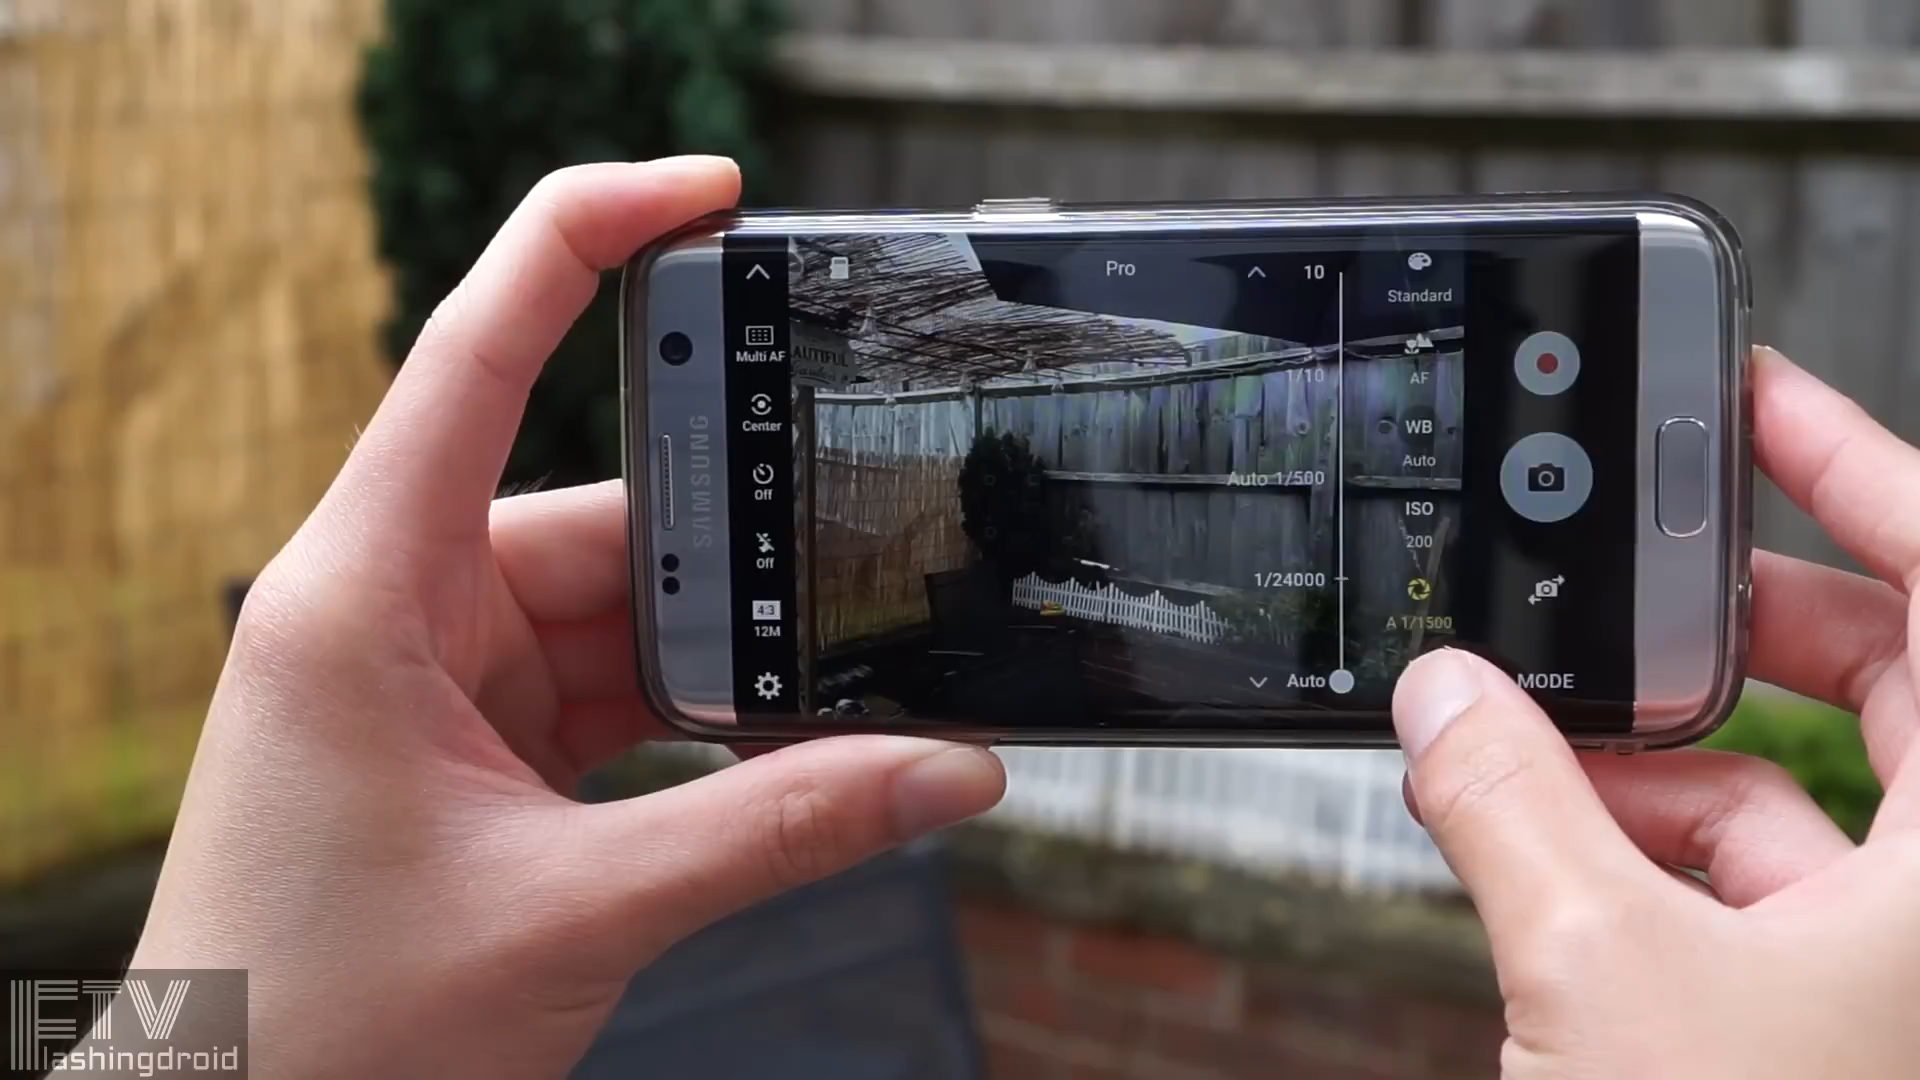 SAMSUNG
Multi AF
Center
Off
Off
4:3
12M
AUTIFUL
Garden
Pro
10
1/10
Auto 1/500
1/24000
Auto
Standard
AF
WB
Auto
ISO
200
A 1/1500
MODE
FTV
lashingdroid